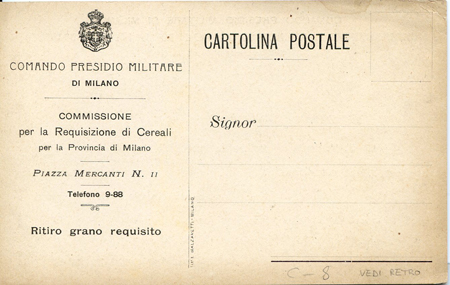 COMANDO PRESIDIO MILITARE
DI MILANO
COMMISSIONE
per la Requisizione di Cereali
per la Provincia di Milano
PIAZZA MERCANTI N. 11
Telefono 9-88
Ritiro grano requisito
CARTOLINA POSTALE
Signor
C-8 VEDI RETRO